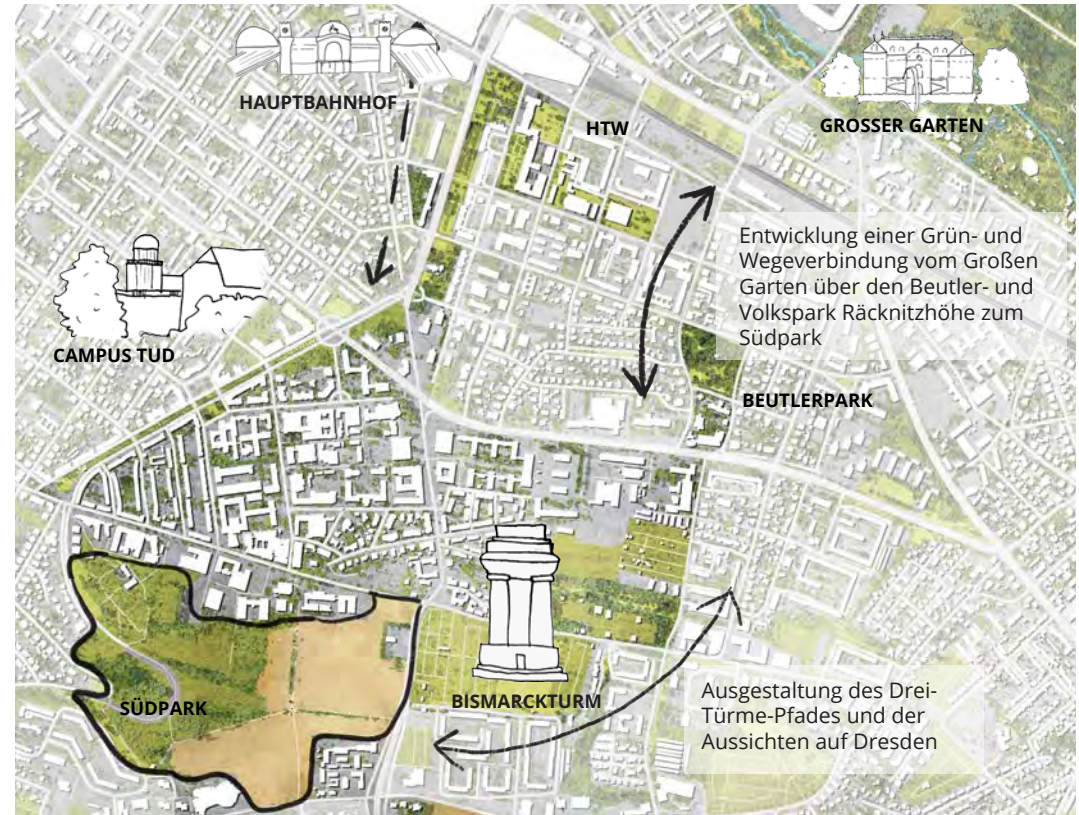 HAUPTBAHNHOF
HTW
GROSSER GARTEN
Entwicklung einer Grün- und
Wegeverbindung vom Großen
Garten über den Beutler- und
Volkspark Räcknitzhöhe zum
Südpark
CAMPUS TUD
BEUTLERPARK
SÜDPARK
BISMARCKTURM
Ausgestaltung des Drei-
Türme-Pfades und der
Aussichten auf Dresden